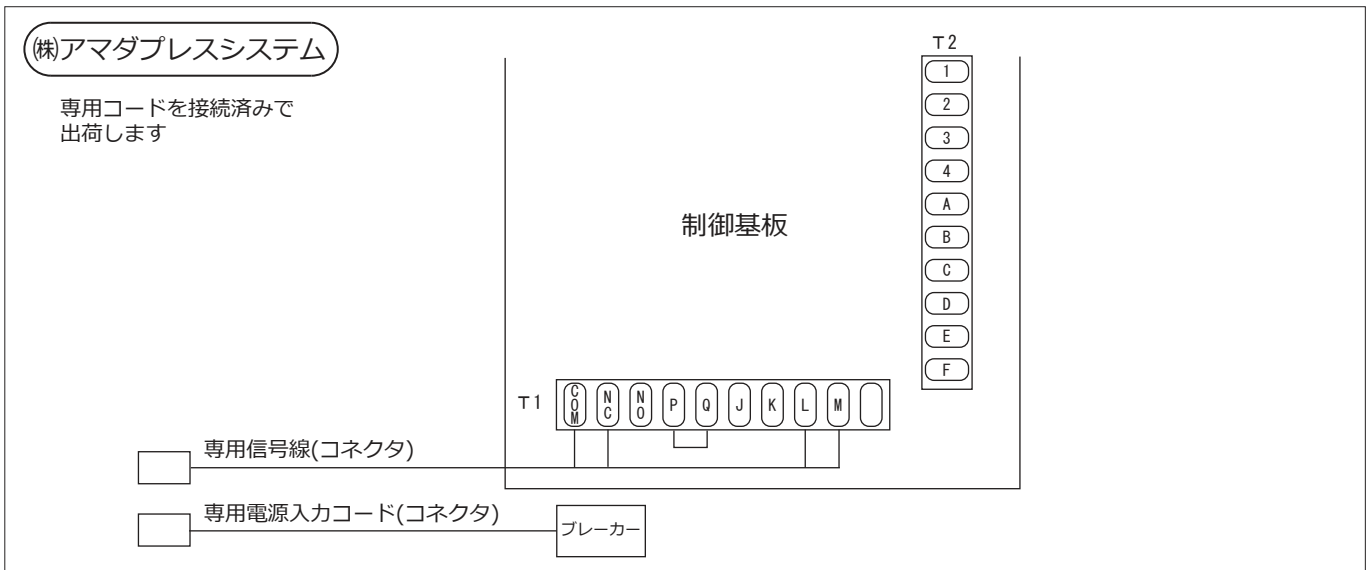 ㈱アマダプレスシステム
専用コードを接続済みで
出荷します
制御基板
T2
1
2
3
4
A
B
C
D
E
F
T1
COM
NC
NO
P
Q
J
K
L
M
専用信号線(コネクタ)
専用電源入力コード(コネクタ)
ブレーカー